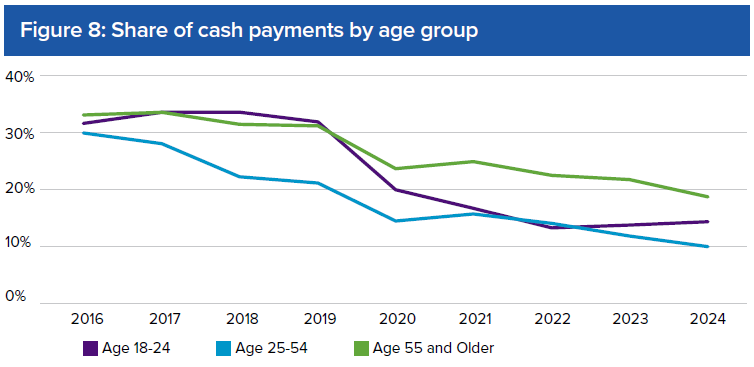 Figure 8: Share of cash payments by age group
40%
30%
20%
10%
0%
2016 2017 2018 2019 2020 2021 2022 2023 2024
Age 18-24 Age 25-54 Age 55 and Older